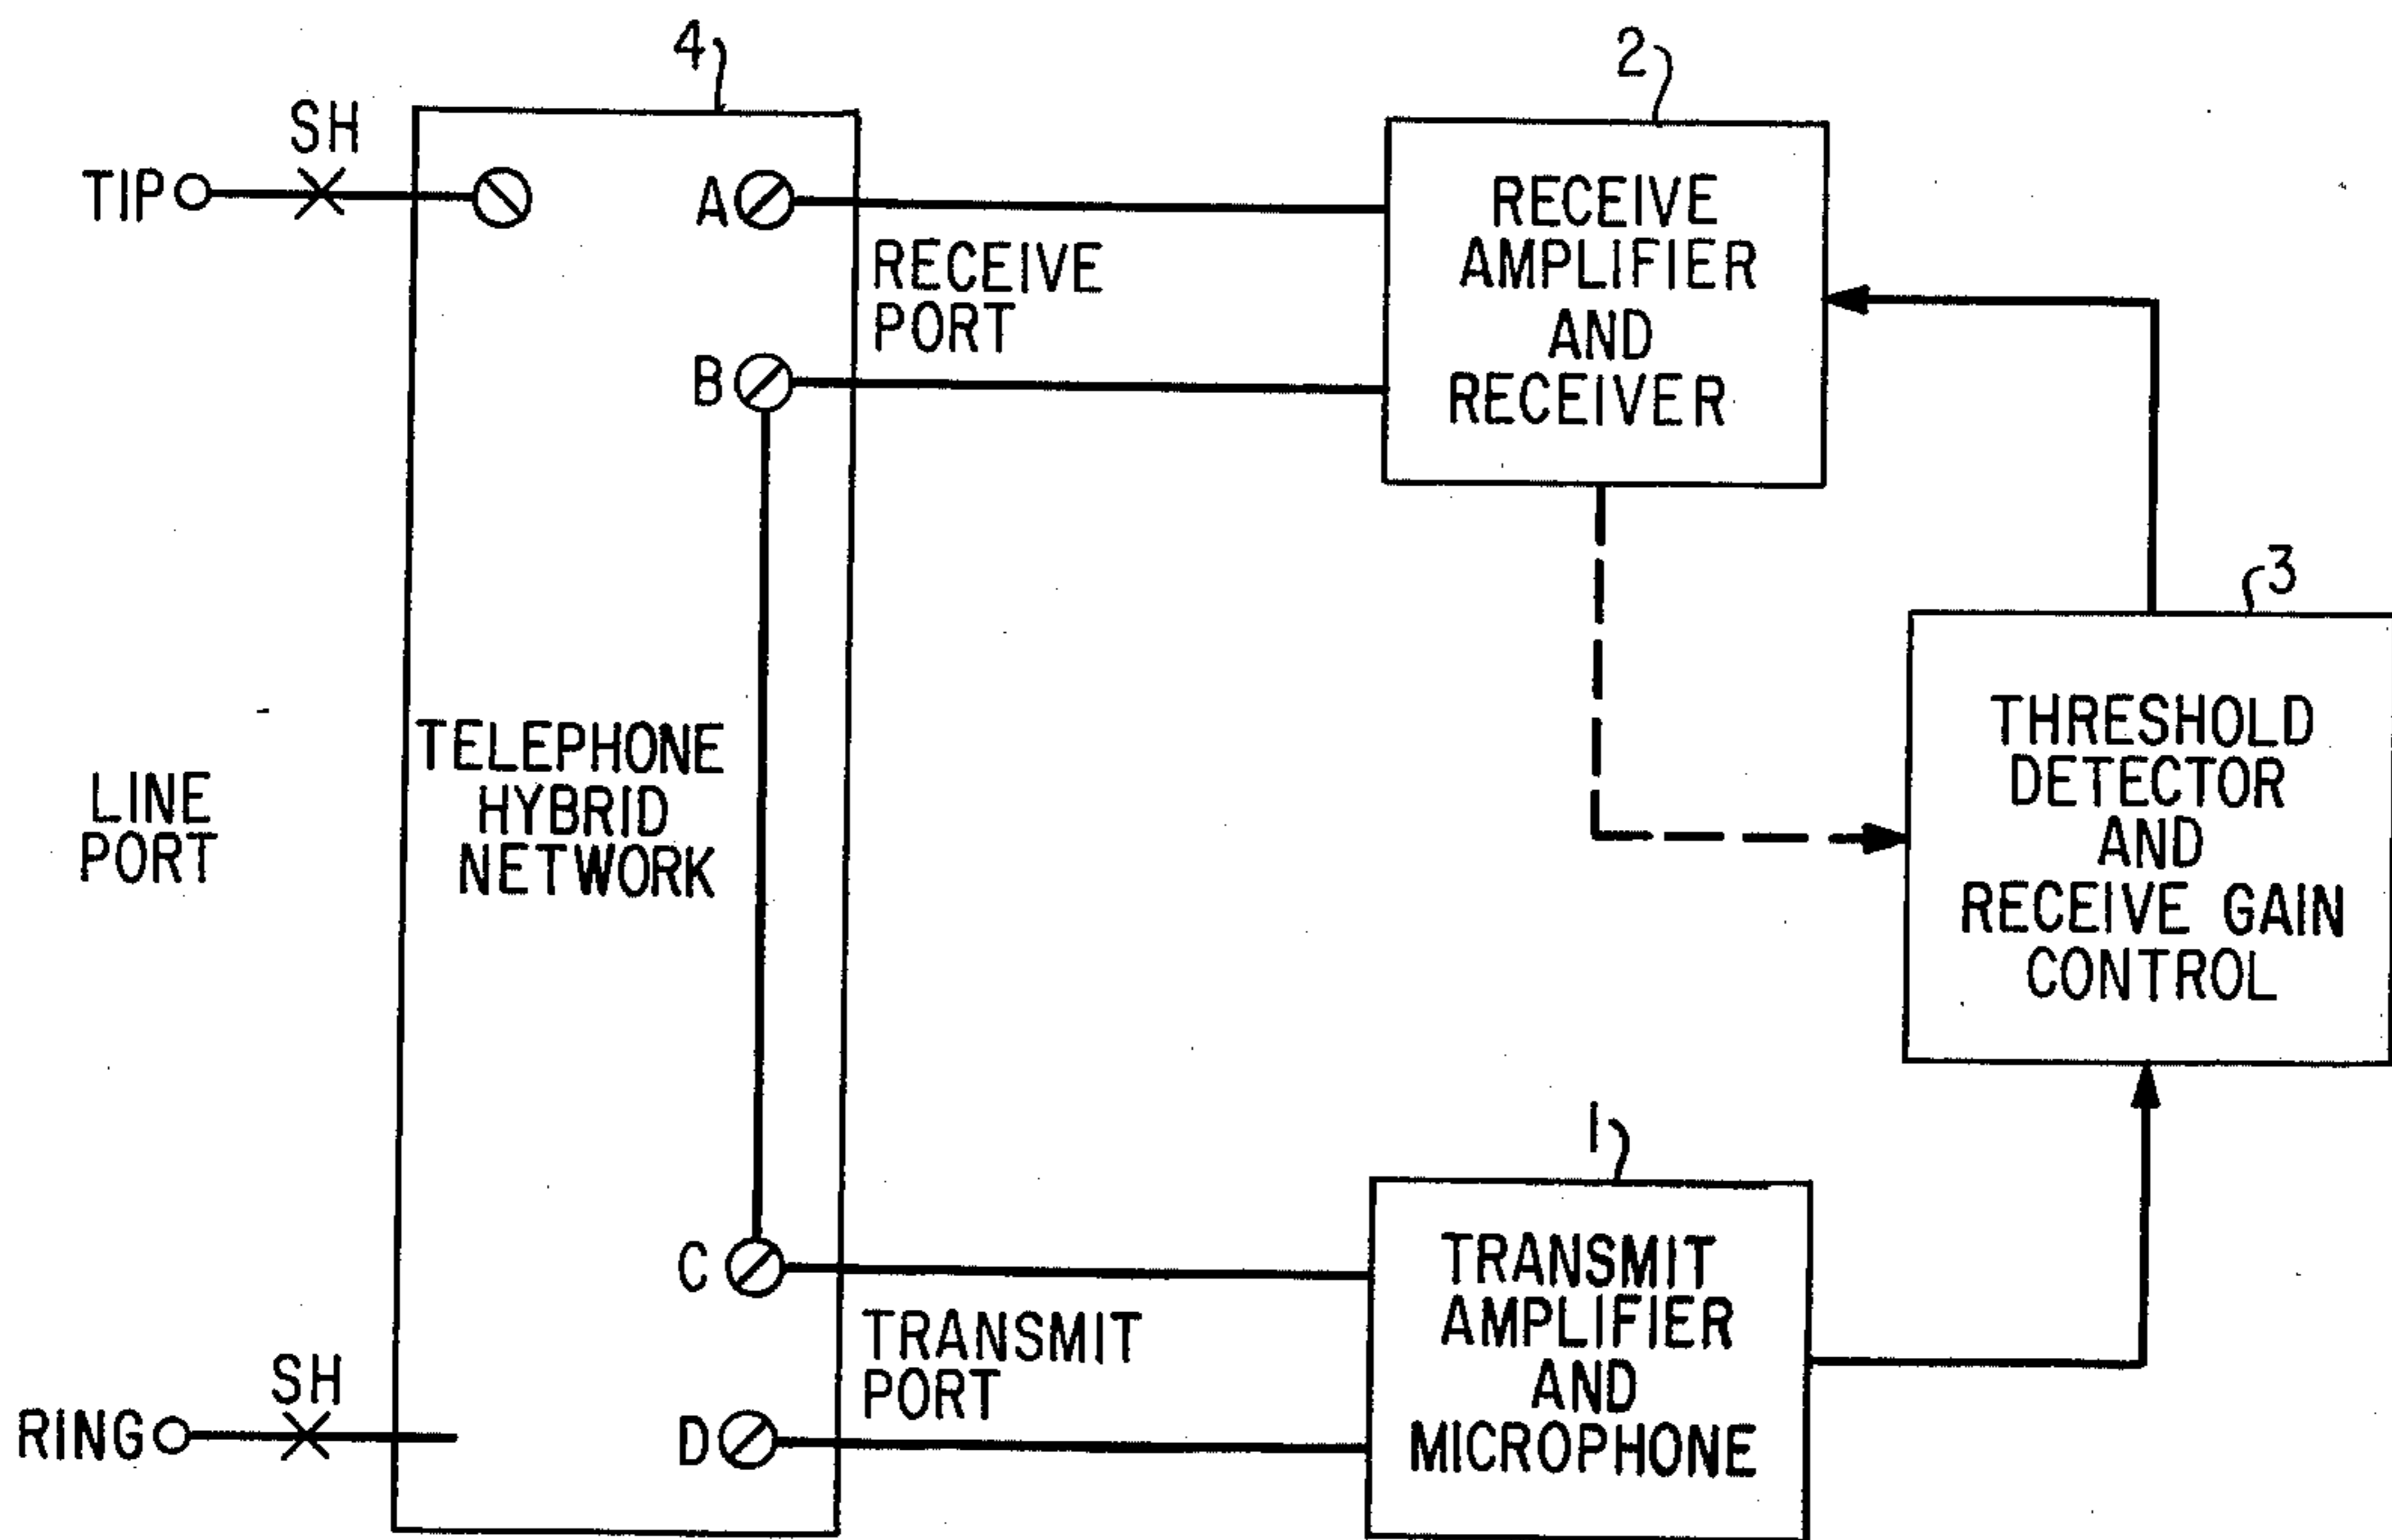 4
2
SH
TIP
A
RECEIVE
PORT
B
RECEIVE
AMPLIFIER
AND
RECEIVER
3
THRESHOLD
DETECTOR
AND
RECEIVE GAIN
CONTROL
LINE
PORT
TELEPHONE
HYBRID
NETWORK
1
C
TRANSMIT
PORT
D
SH
RING
TRANSMIT
AMPLIFIER
AND
MICROPHONE